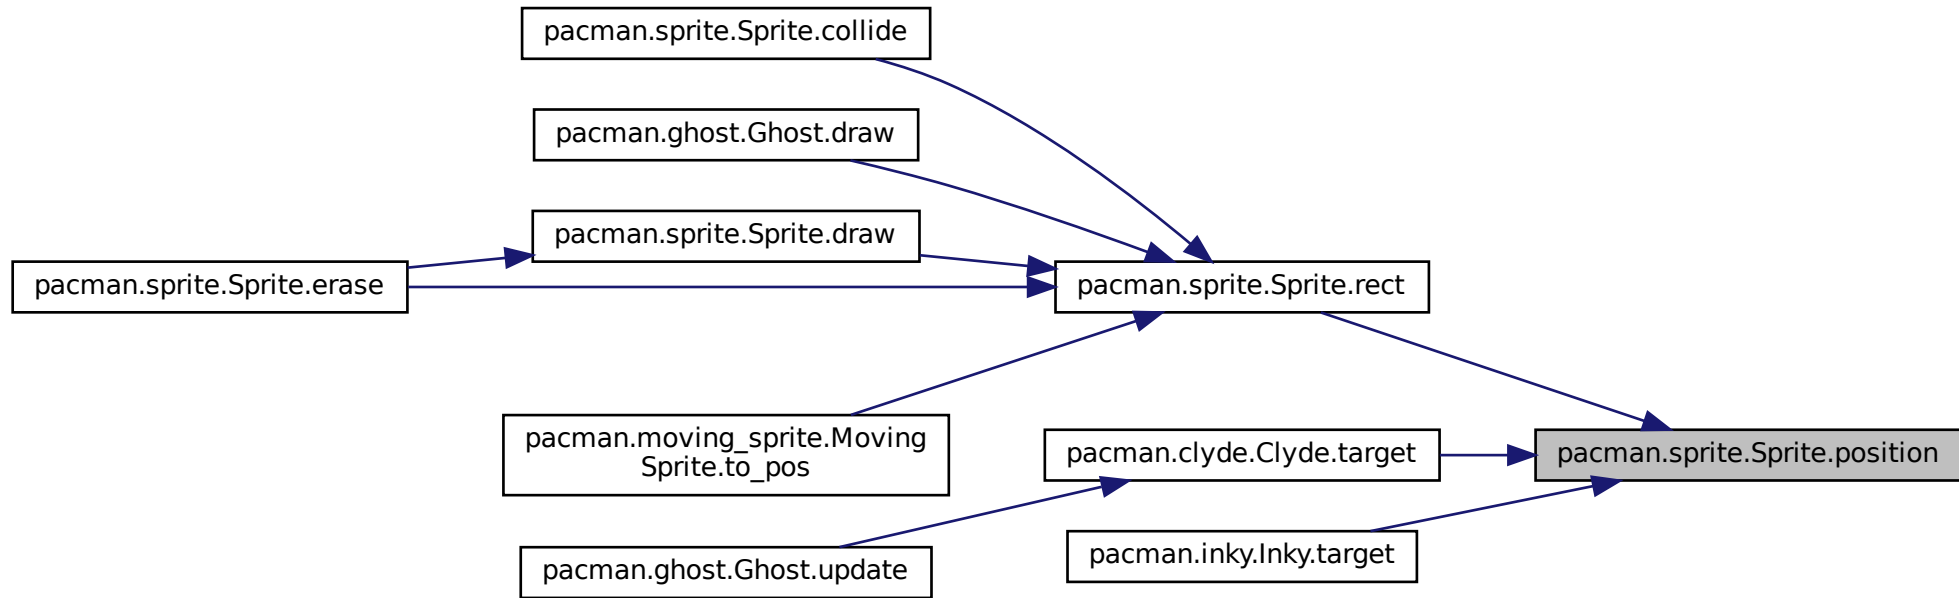 pacman.sprite.Sprite.collide
pacman.ghost.Ghost.draw
pacman.sprite.Sprite.draw
pacman.sprite.Sprite.erase
pacman.sprite.Sprite.rect
pacman.moving_sprite.Moving
Sprite.to_pos
pacman.clyde.Clyde.target
pacman.sprite.Sprite.position
pacman.inky.Inky.target
pacman.ghost.Ghost.update